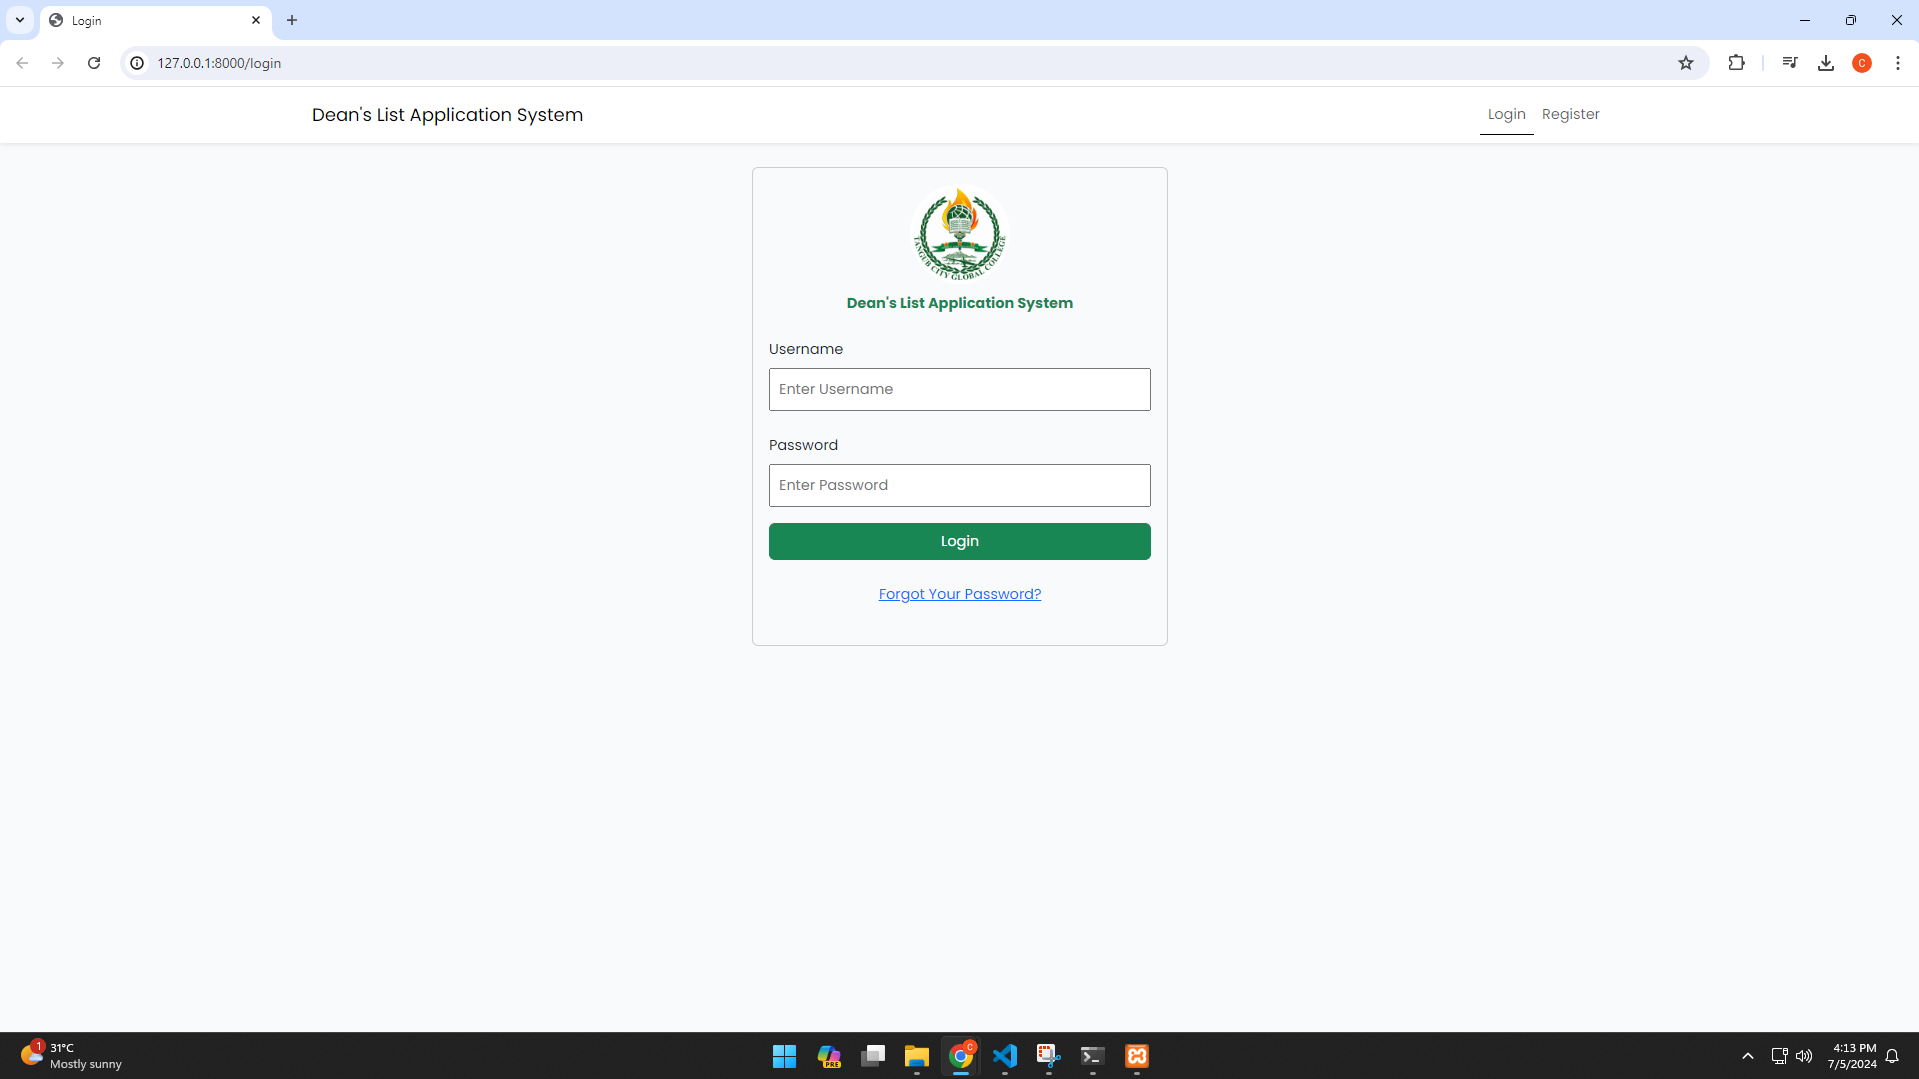 Login
127.0.0.1:8000/login
C
Dean's List Application System
Login
Register
TANGUB CITY GLOBAL COLLEGE
Dean's List Application System
Username
Enter Username
Password
Enter Password
Login
Forgot Your Password?
1
31°C
Mostly sunny
PRE
C
4:13 PM
7/5/2024